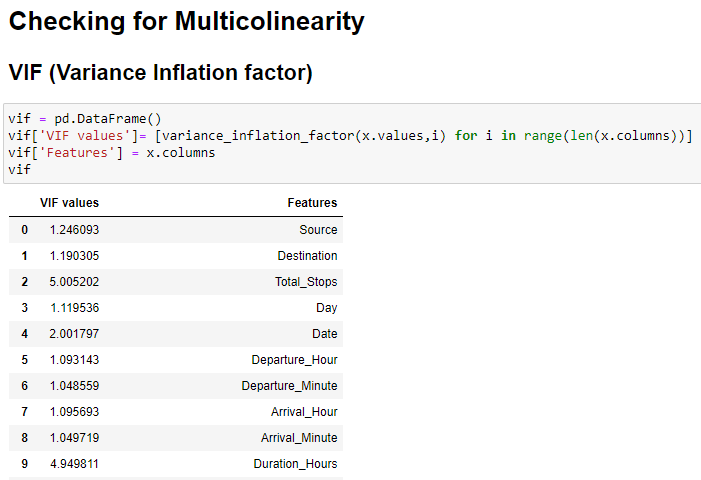 Checking for Multicolinearity
VIF (Variance Inflation factor)
vif = pd.DataFrame()
vif['VIF values']= [variance_inflation_factor(x.values,i) for i in range(len(x.columns))]
vif['Features'] = x.columns
vif
VIF values Features
0 1.246093 Source
1 1.190305 Destination
2 5.005202 Total_Stops
3 1.119536 Day
4 2.001797 Date
5 1.093143 Departure_Hour
6 1.048559 Departure_Minute
7 1.095693 Arrival_Hour
8 1.049719 Arrival_Minute
9 4.949811 Duration_Hours